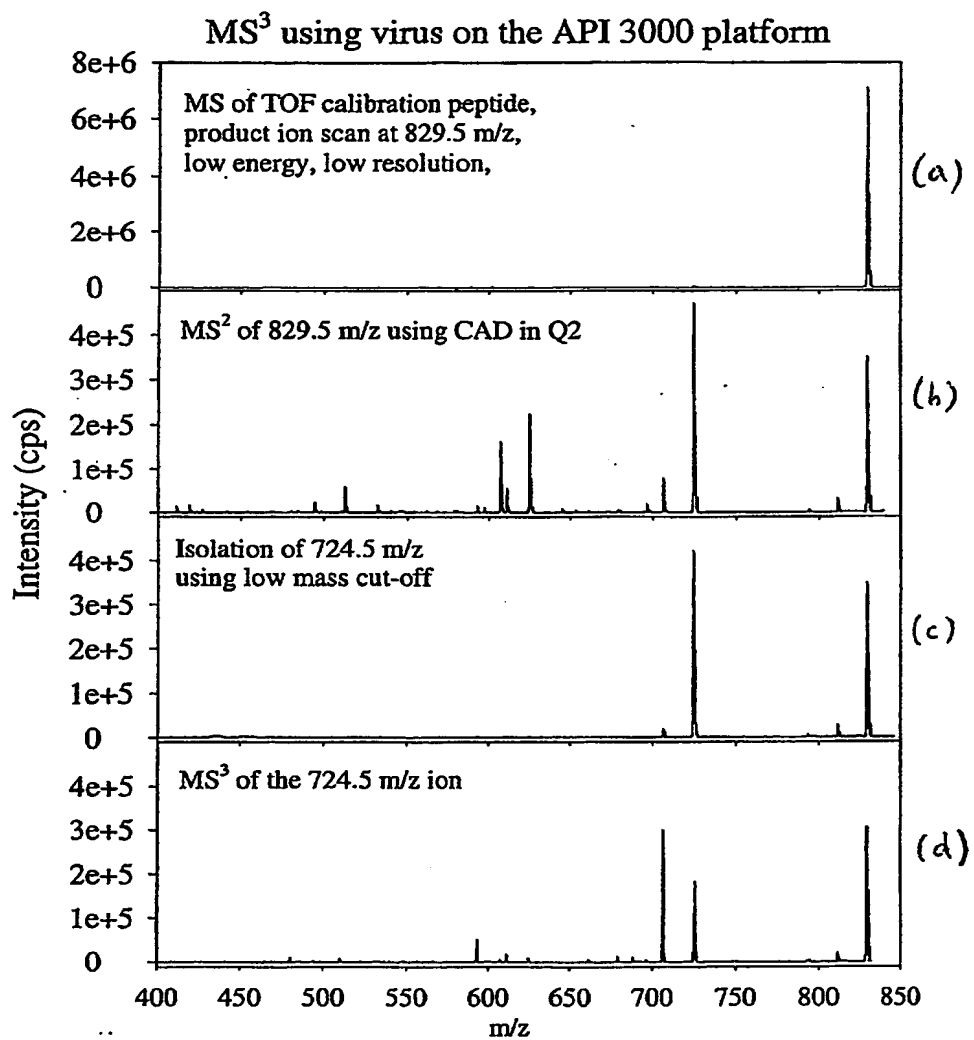 MS³ using virus on the API 3000 platform
8e+6
6e+6
4e+6
2e+6
0
MS of TOF calibration peptide,
product ion scan at 829.5 m/z,
low energy, low resolution,
(a)
4e+5
3e+5
2e+5
1e+5
0
MS² of 829.5 m/z using CAD in Q2
(b)
Intensity (cps)
4e+5
3e+5
2e+5
1e+5
0
Isolation of 724.5 m/z
using low mass cut-off
(c)
4e+5
3e+5
2e+5
1e+5
0
MS³ of the 724.5 m/z ion
(d)
400 450 500 550 600 650 700 750 800 850
m/z